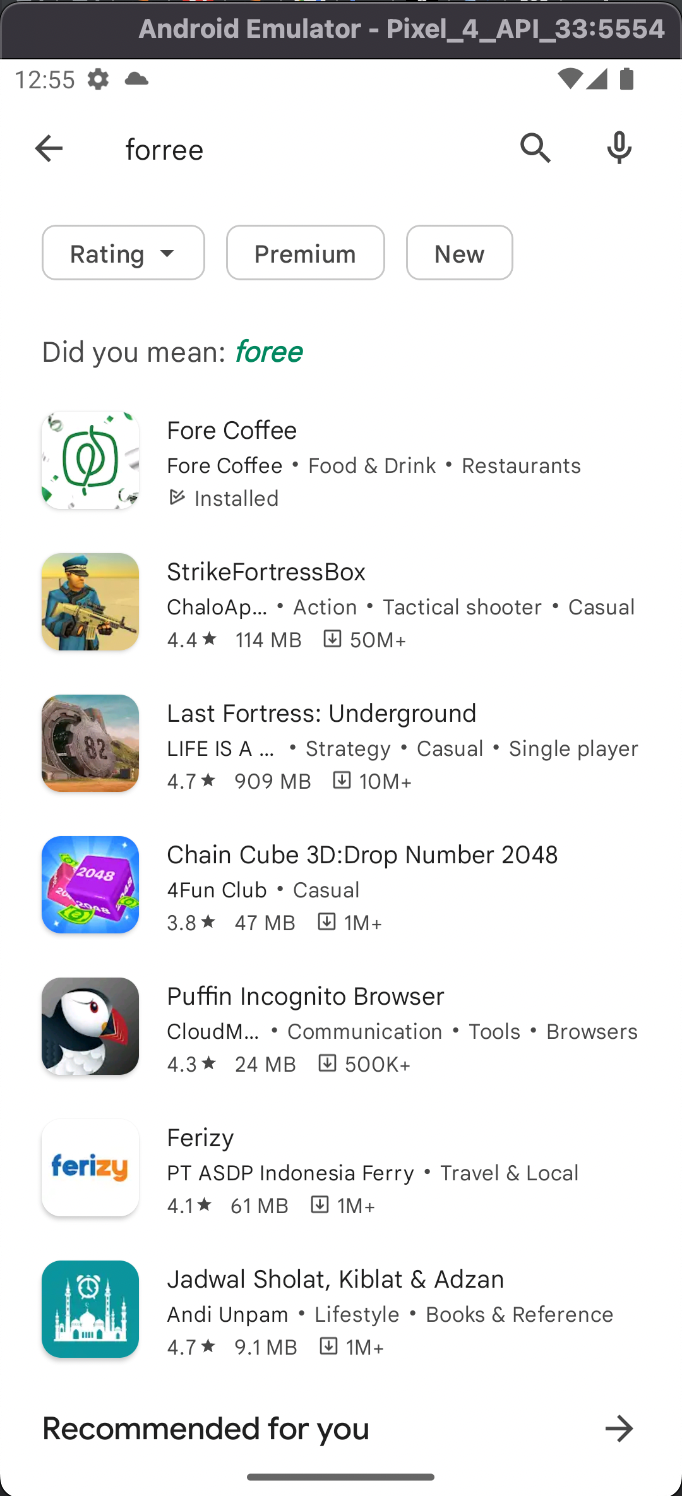 Android Emulator - Pixel_4_API_33:5554
12:55
forree
Rating
Premium
New
Did you mean: foree
Fore Coffee
Fore Coffee • Food & Drink • Restaurants
Installed
StrikeFortressBox
ChaloAp... • Action • Tactical shooter • Casual
4.4★ 114 MB 50M+
82
Last Fortress: Underground
LIFE IS A ... • Strategy • Casual • Single player
4.7★ 909 MB 10M+
2048
Chain Cube 3D:Drop Number 2048
4Fun Club • Casual
3.8★ 47 MB 1M+
Puffin Incognito Browser
CloudM... • Communication • Tools • Browsers
4.3★ 24 MB 500K+
ferizy
Ferizy
PT ASDP Indonesia Ferry • Travel & Local
4.1★ 61 MB 1M+
Jadwal Sholat, Kiblat & Adzan
Andi Unpam • Lifestyle • Books & Reference
4.7★ 9.1 MB 1M+
Recommended for you